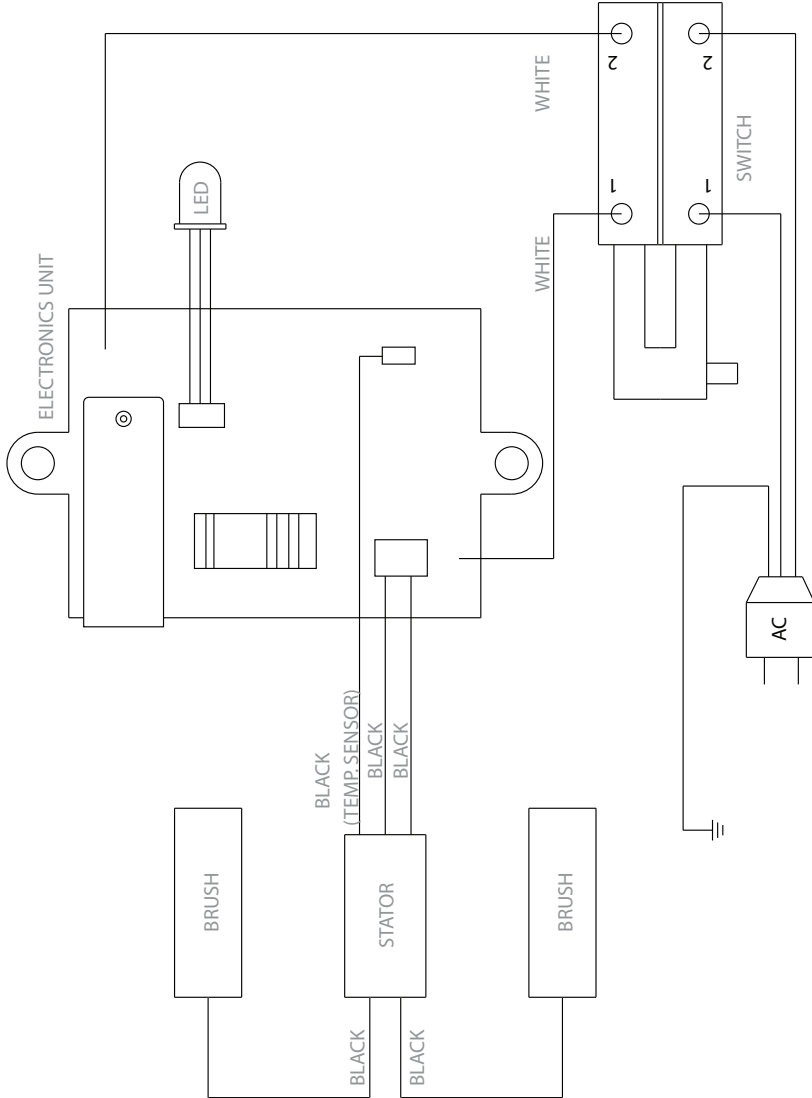 2
2
WHITE
SWITCH
LED
1
1
WHITE
ELECTRONICS UNIT
AC
BLACK
(TEMP. SENSOR)
BLACK
BLACK
BRUSH
STATOR
BRUSH
BLACK
BLACK